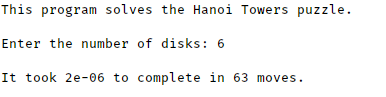 This program solves the Hanoi Towers puzzle.
Enter the number of disks: 6
It took 2e-06 to complete in 63 moves.